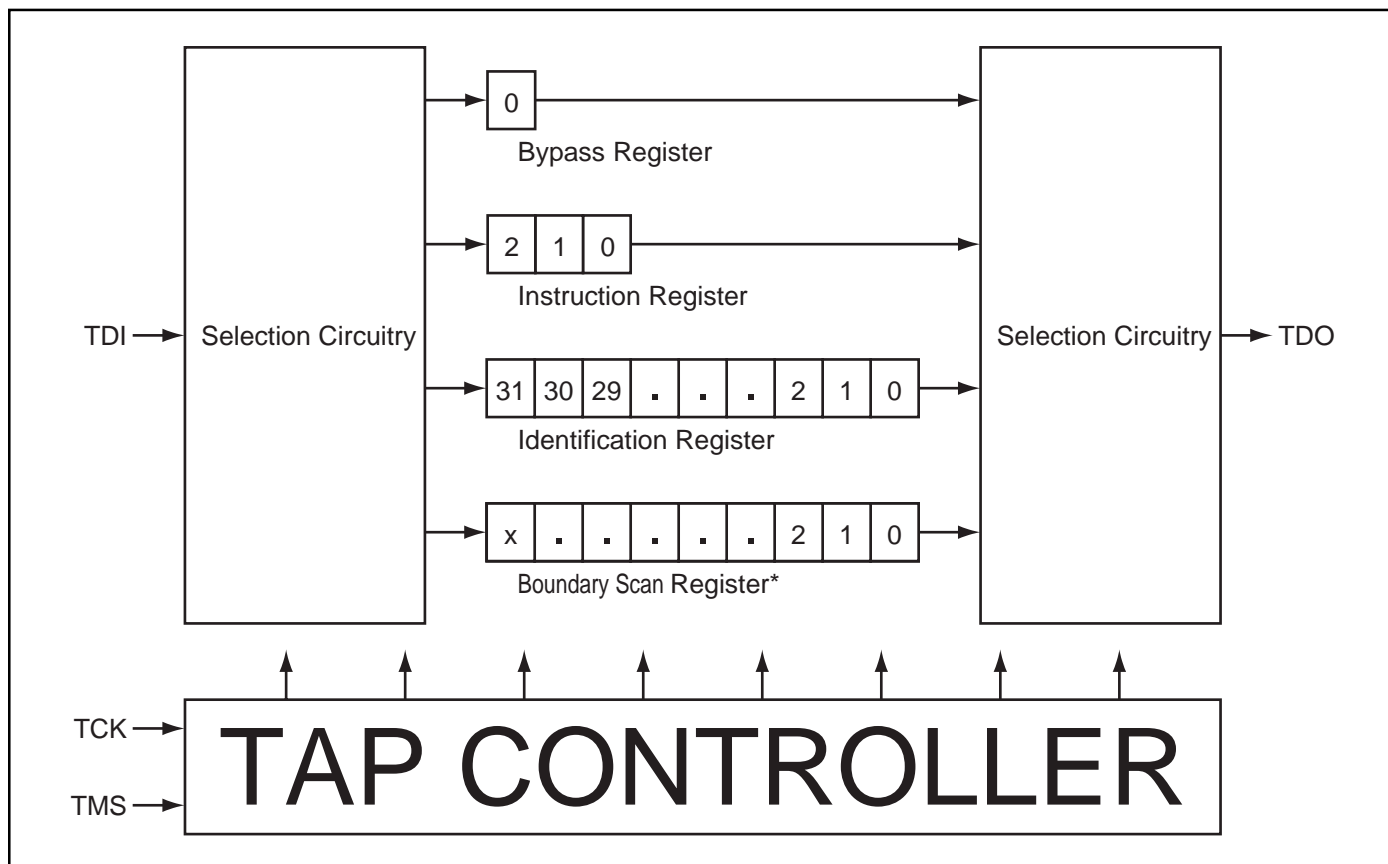 0
Bypass Register
2 1 0
Instruction Register
TDI
Selection Circuitry
Selection Circuitry
TDO
31 30 29 . . . 2 1 0
Identification Register
x . . . . . 2 1 0
Boundary Scan Register*
TCK
TAP CONTROLLER
TMS